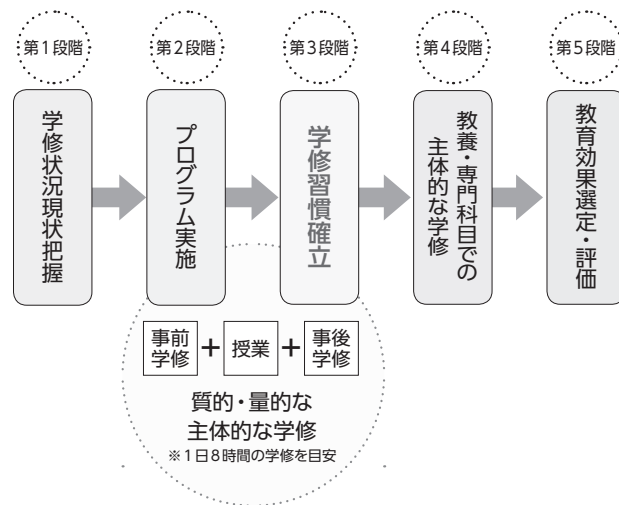 第1段階
第2段階
第3段階
第4段階
第5段階
学修状況現状把握
プログラム実施
学修習慣確立
教養・専門科目での
主体的な学修
教育効果選定・評価
事前
学修
+
授業
+
事後
学修
質的・量的な
主体的な学修
※1日8時間の学修を目安